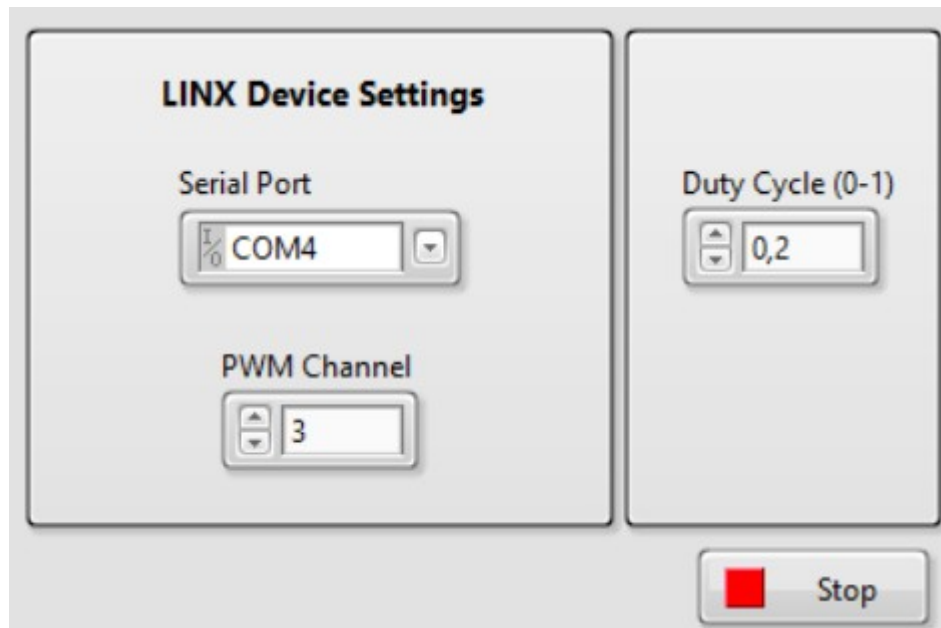 LINX Device Settings
Serial Port
I/O COM4
PWM Channel
3
Duty Cycle (0-1)
0,2
Stop